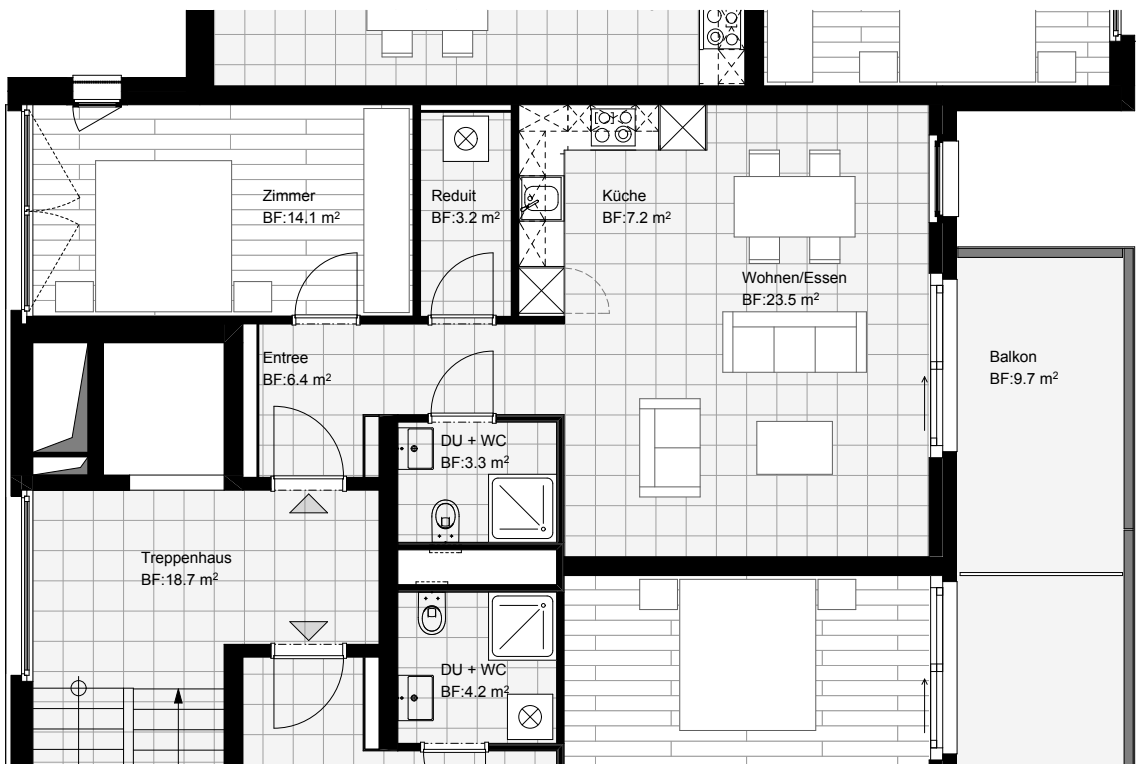 Zimmer
BF:14.1 m²
Reduit
BF:3.2 m²
Küche
BF:7.2 m²
Wohnen/Essen
BF:23.5 m²
Entree
BF:6.4 m²
Balkon
BF:9.7 m²
DU + WC
BF:3.3 m²
Treppenhaus
BF:18.7 m²
DU + WC
BF:4.2 m²